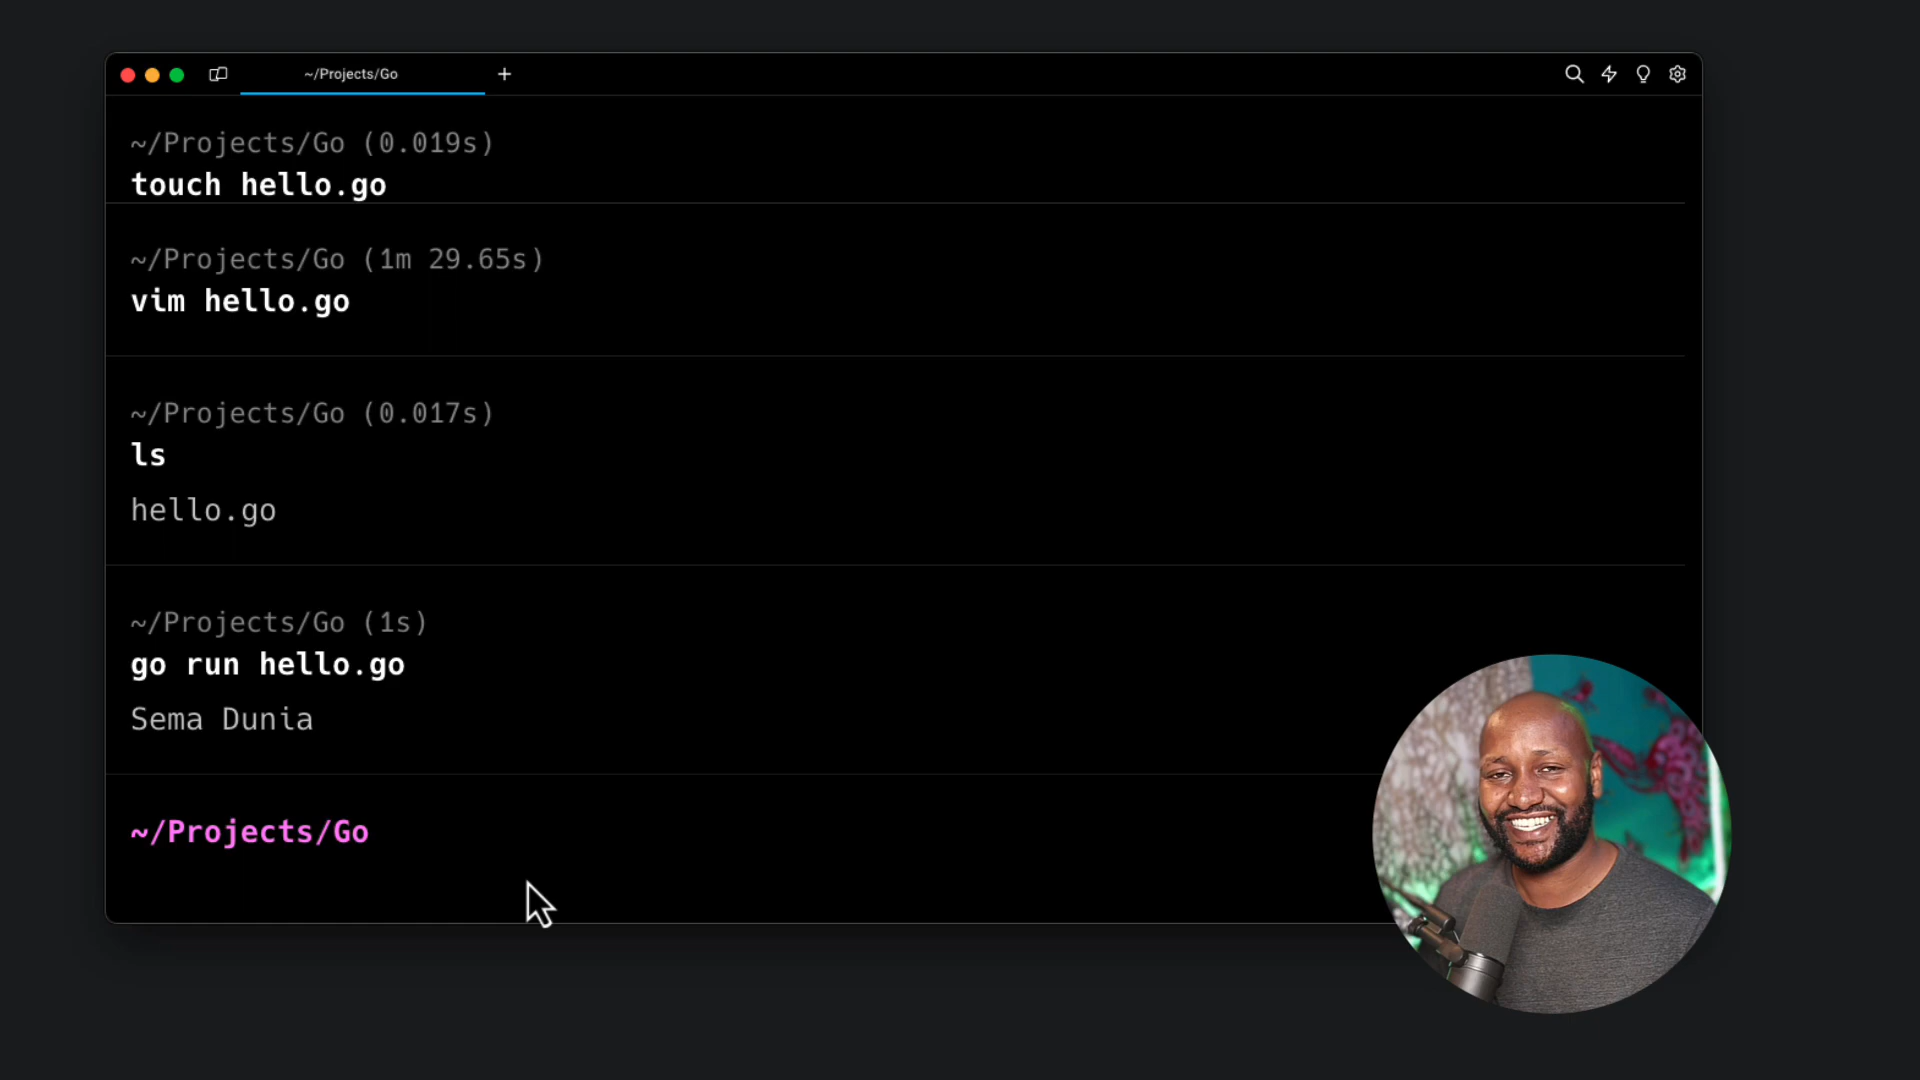 ~/Projects/Go
~/Projects/Go (0.019s)
touch hello.go
~/Projects/Go (1m 29.65s)
vim hello.go
~/Projects/Go (0.017s)
ls
hello.go
~/Projects/Go (1s)
go run hello.go
Sema Dunia
~/Projects/Go